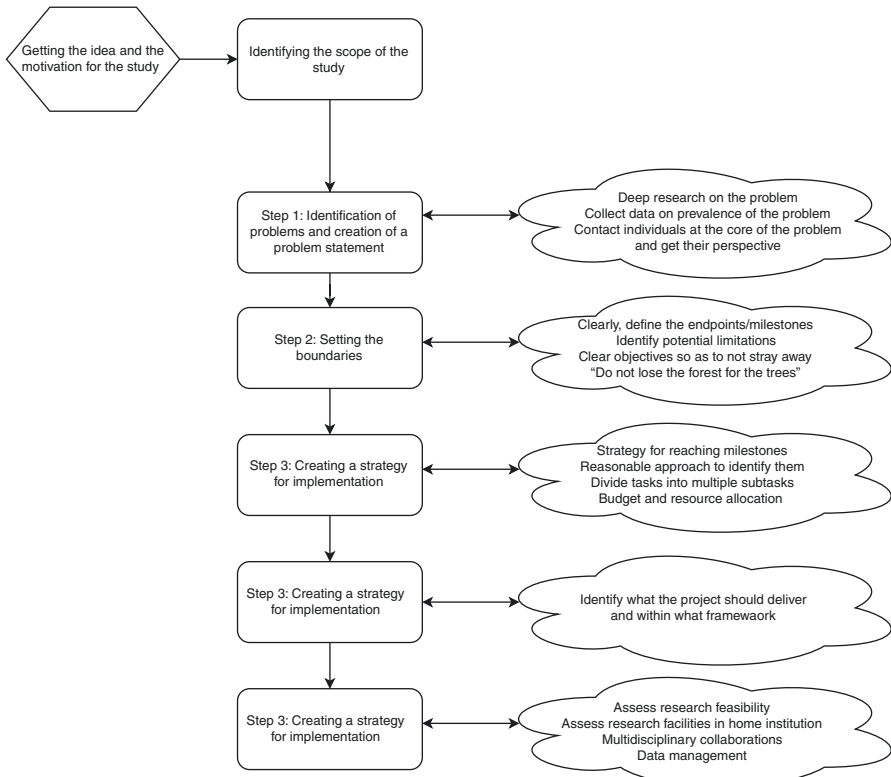 Getting the idea and the
motivation for the study
Identifying the scope of the
study
Step 1: Identification of
problems and creation of a
problem statement
Deep research on the problem
Collect data on prevalence of the problem
Contact individuals at the core of the problem
and get their perspective
Step 2: Setting the
boundaries
Clearly, define the endpoints/milestones
Identify potential limitations
Clear objectives so as to not stray away
“Do not lose the forest for the trees”
Step 3: Creating a strategy
for implementation
Strategy for reaching milestones
Reasonable approach to identify them
Divide tasks into multiple subtasks
Budget and resource allocation
Step 3: Creating a strategy
for implementation
Identify what the project should deliver
and within what framewaork
Step 3: Creating a strategy
for implementation
Assess research feasibility
Assess research facilities in home institution
Multidisciplinary collaborations
Data management